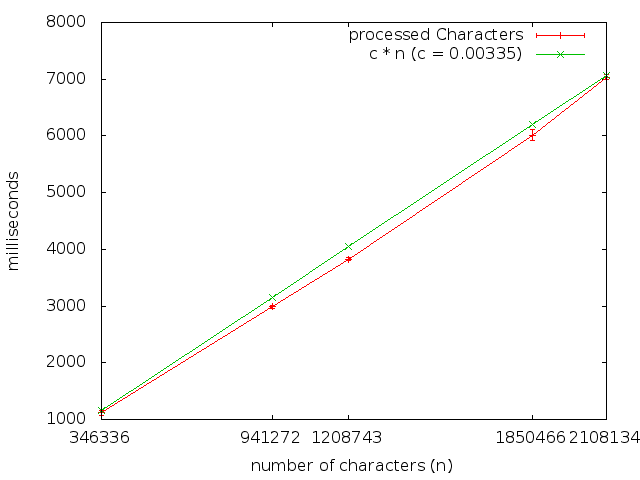 8000
7000
6000
5000
4000
3000
2000
1000
processed Characters
c * n (c = 0.00335)
milliseconds
346336 941272 1208743 1850466 2108134
number of characters (n)